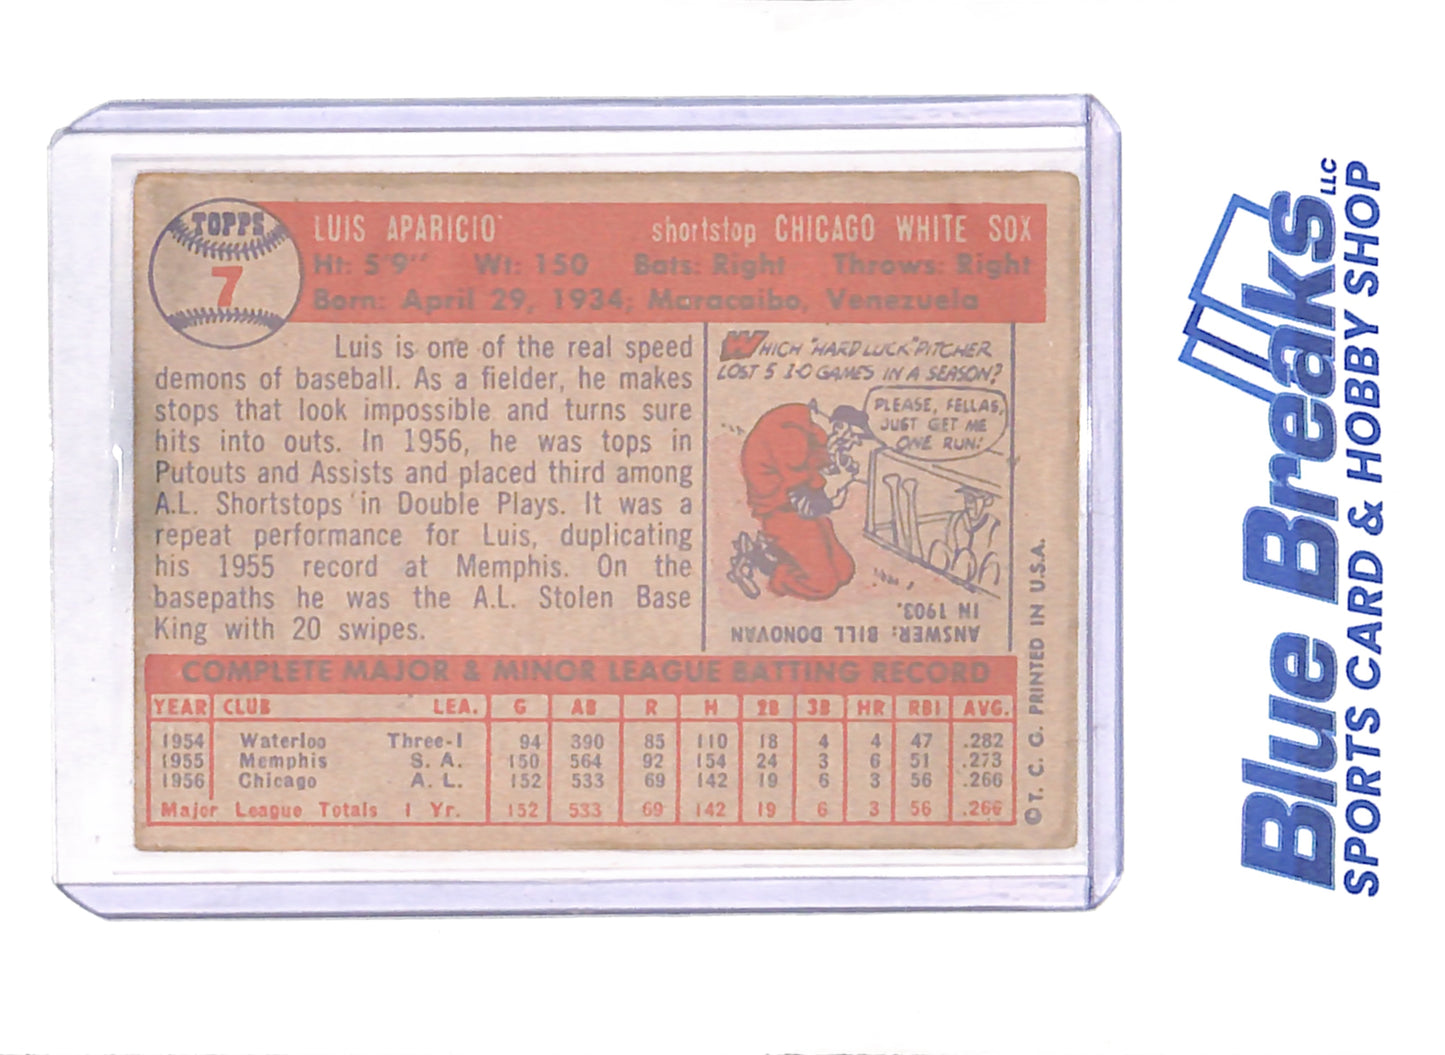 TOPPS
7
LUIS APARICIO shortstop CHICAGO WHITE SOX
Ht: 5'9" Wt: 150 Bats: Right Throws: Right
Born: April 29, 1934; Maracaibo, Venezuela
Luis is one of the real speed
demons of baseball. As a fielder, he makes
stops that look impossible and turns sure
hits into outs. In 1956, he was tops in
Putouts and Assists and placed third among
A.L. Shortstops in Double Plays. It was a
repeat performance for Luis, duplicating
his 1955 record at Memphis. On the
basepaths he was the A.L. Stolen Base
King with 20 swipes.
WHICH "HARD LUCK" PITCHER
LOST 5 1-0 GAMES IN A SEASON?
PLEASE, FELLAS,
JUST GET ME
ONE RUN!
ANSWER: BILL DONOVAN
IN 1903.
COMPLETE MAJOR & MINOR LEAGUE BATTING RECORD
YEAR CLUB LEA. G AB R H 2B 3B HR RBI AVG.
1954 Waterloo Three-I 94 390 85 110 18 4 4 47 .282
1955 Memphis S. A. 150 564 92 154 24 3 6 51 .273
1956 Chicago A. L. 152 533 69 142 19 6 3 56 .266
Major League Totals 1 Yr. 152 533 69 142 19 6 3 56 .266
© T. C. G. PRINTED IN U.S.A.
Blue Breaks LLC
SPORTS CARD & HOBBY SHOP